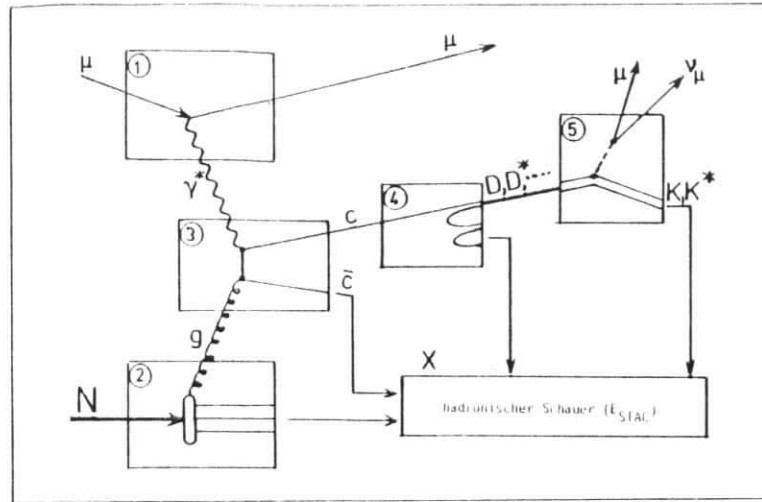 ① μ
μ
γ*
③ c
c̄
④ D, D*, ....
⑤ μ
ν_μ
K, K*
g
② N
X
hadronischer Schauer (E_STAC)